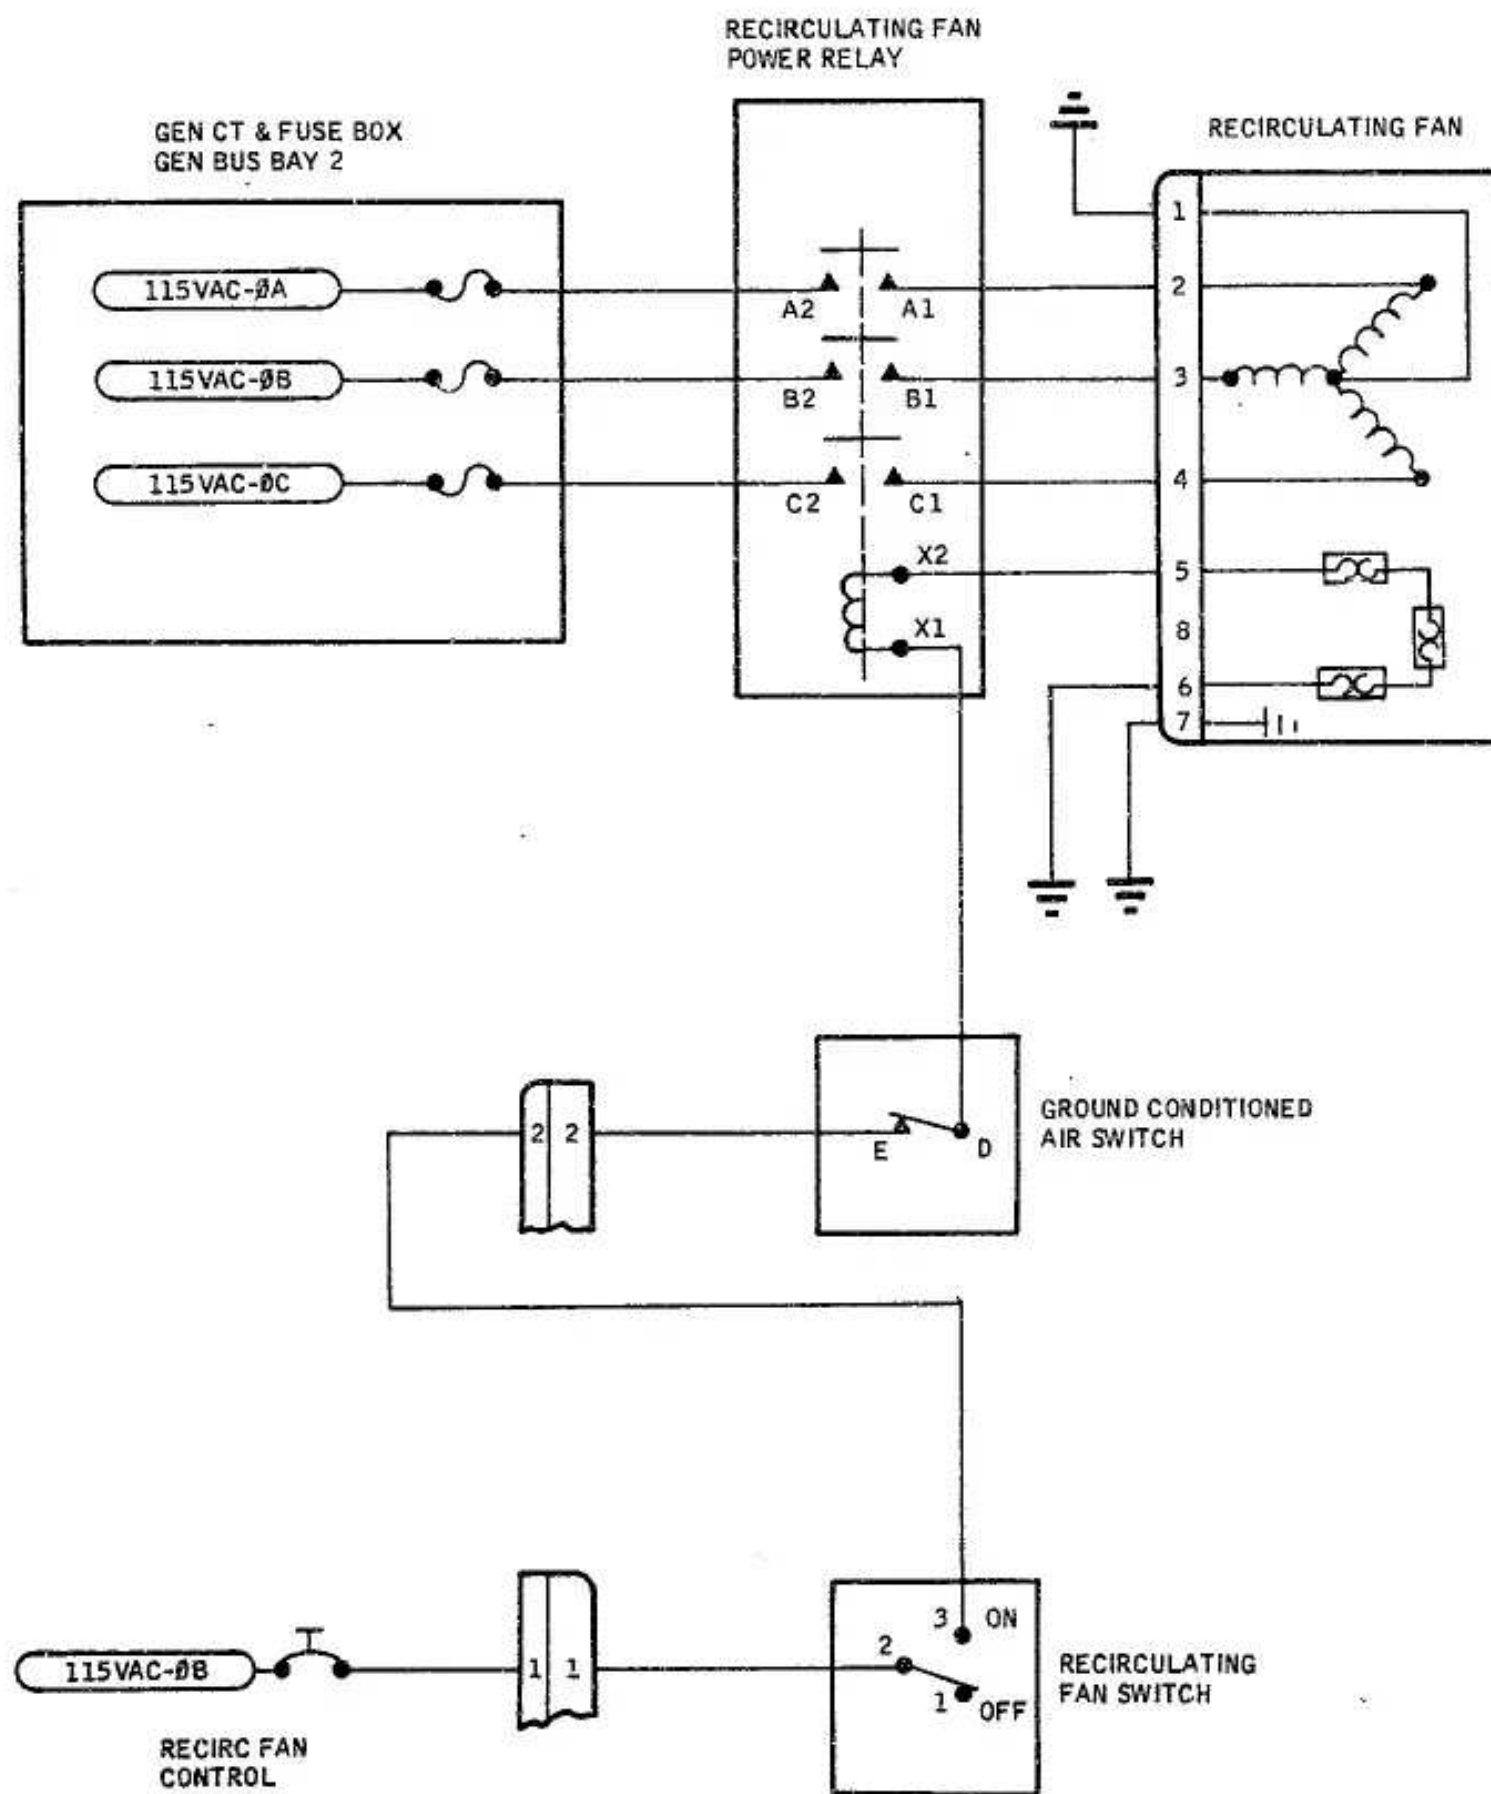 RECIRCULATING FAN
POWER RELAY
GEN CT & FUSE BOX
GEN BUS BAY 2
RECIRCULATING FAN
1
115VAC-ØA
A2
A1
2
115VAC-ØB
B2
B1
3
115VAC-ØC
C2
C1
4
X2
5
X1
8
6
7
2
2
E
D
GROUND CONDITIONED
AIR SWITCH
3
ON
2
115VAC-ØB
1
1
1
OFF
RECIRCULATING
FAN SWITCH
RECIRC FAN
CONTROL